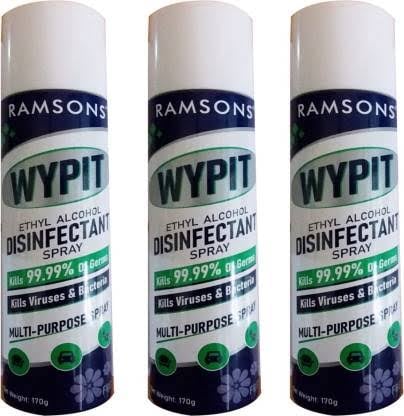 RAMSONS
WYPIT
ETHYL ALCOHOL
DISINFECTANT
SPRAY
Kills 99.99% Of Germs
Kills Viruses & Bacteria
MULTI-PURPOSE SPRAY
Weight: 170g
RAMSONS
WYPIT
ETHYL ALCOHOL
DISINFECTANT
SPRAY
Kills 99.99% Of Germs
Kills Viruses & Bacteria
MULTI-PURPOSE SPRAY
Net Weight: 170g
RAMSONS
WYPIT
ETHYL ALCOHOL
DISINFECTANT
SPRAY
Kills 99.99% Of Germs
Kills Viruses & Bacteria
MULTI-PURPOSE SPRAY
Net Weight: 170g